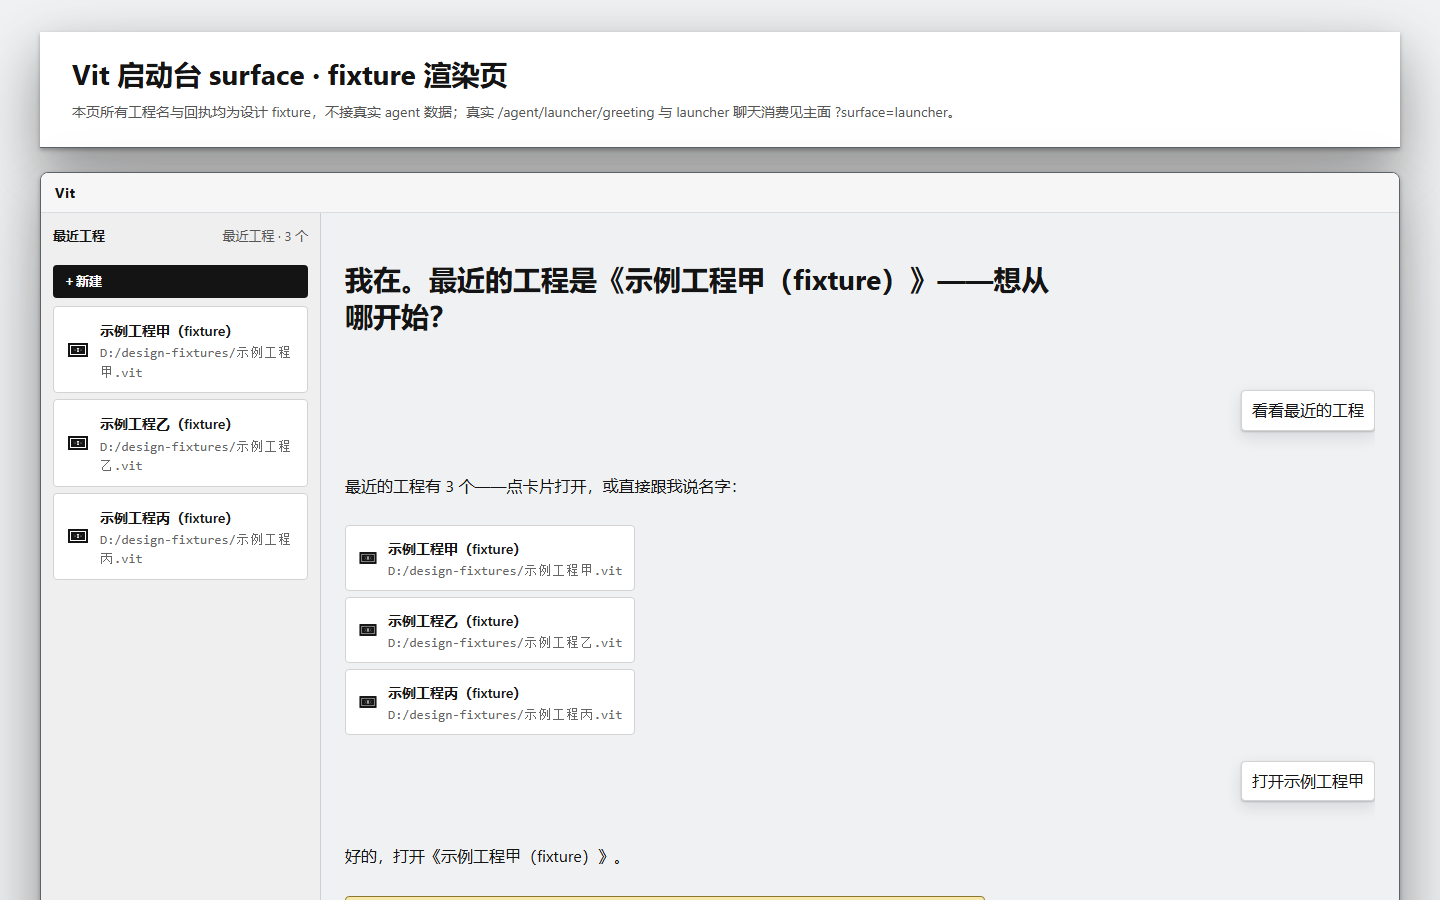 Vit 启动台 surface · fixture 渲染页
本页所有工程名与回执均为设计 fixture，不接真实 agent 数据；真实 /agent/launcher/greeting 与 launcher 聊天消费见主面 ?surface=launcher。
Vit
最近工程
最近工程 · 3 个
+ 新建
示例工程甲（fixture）
D:/design-fixtures/示例工程
甲.vit
示例工程乙（fixture）
D:/design-fixtures/示例工程
乙.vit
示例工程丙（fixture）
D:/design-fixtures/示例工程
丙.vit
我在。最近的工程是《示例工程甲（fixture）》——想从
哪开始？
看看最近的工程
最近的工程有 3 个——点卡片打开，或直接跟我说名字：
示例工程甲（fixture）
D:/design-fixtures/示例工程甲.vit
示例工程乙（fixture）
D:/design-fixtures/示例工程乙.vit
示例工程丙（fixture）
D:/design-fixtures/示例工程丙.vit
打开示例工程甲
好的，打开《示例工程甲（fixture）》。